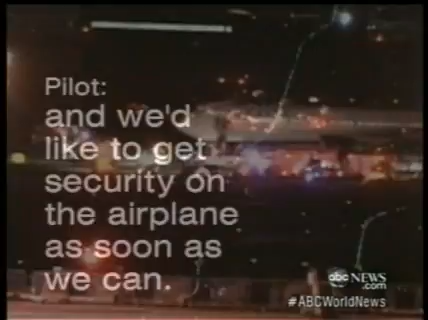 Pilot:
and we'd
like to get
security on
the airplane
as soon as
we can.
abc NEWS
.com
#ABCWorldNews